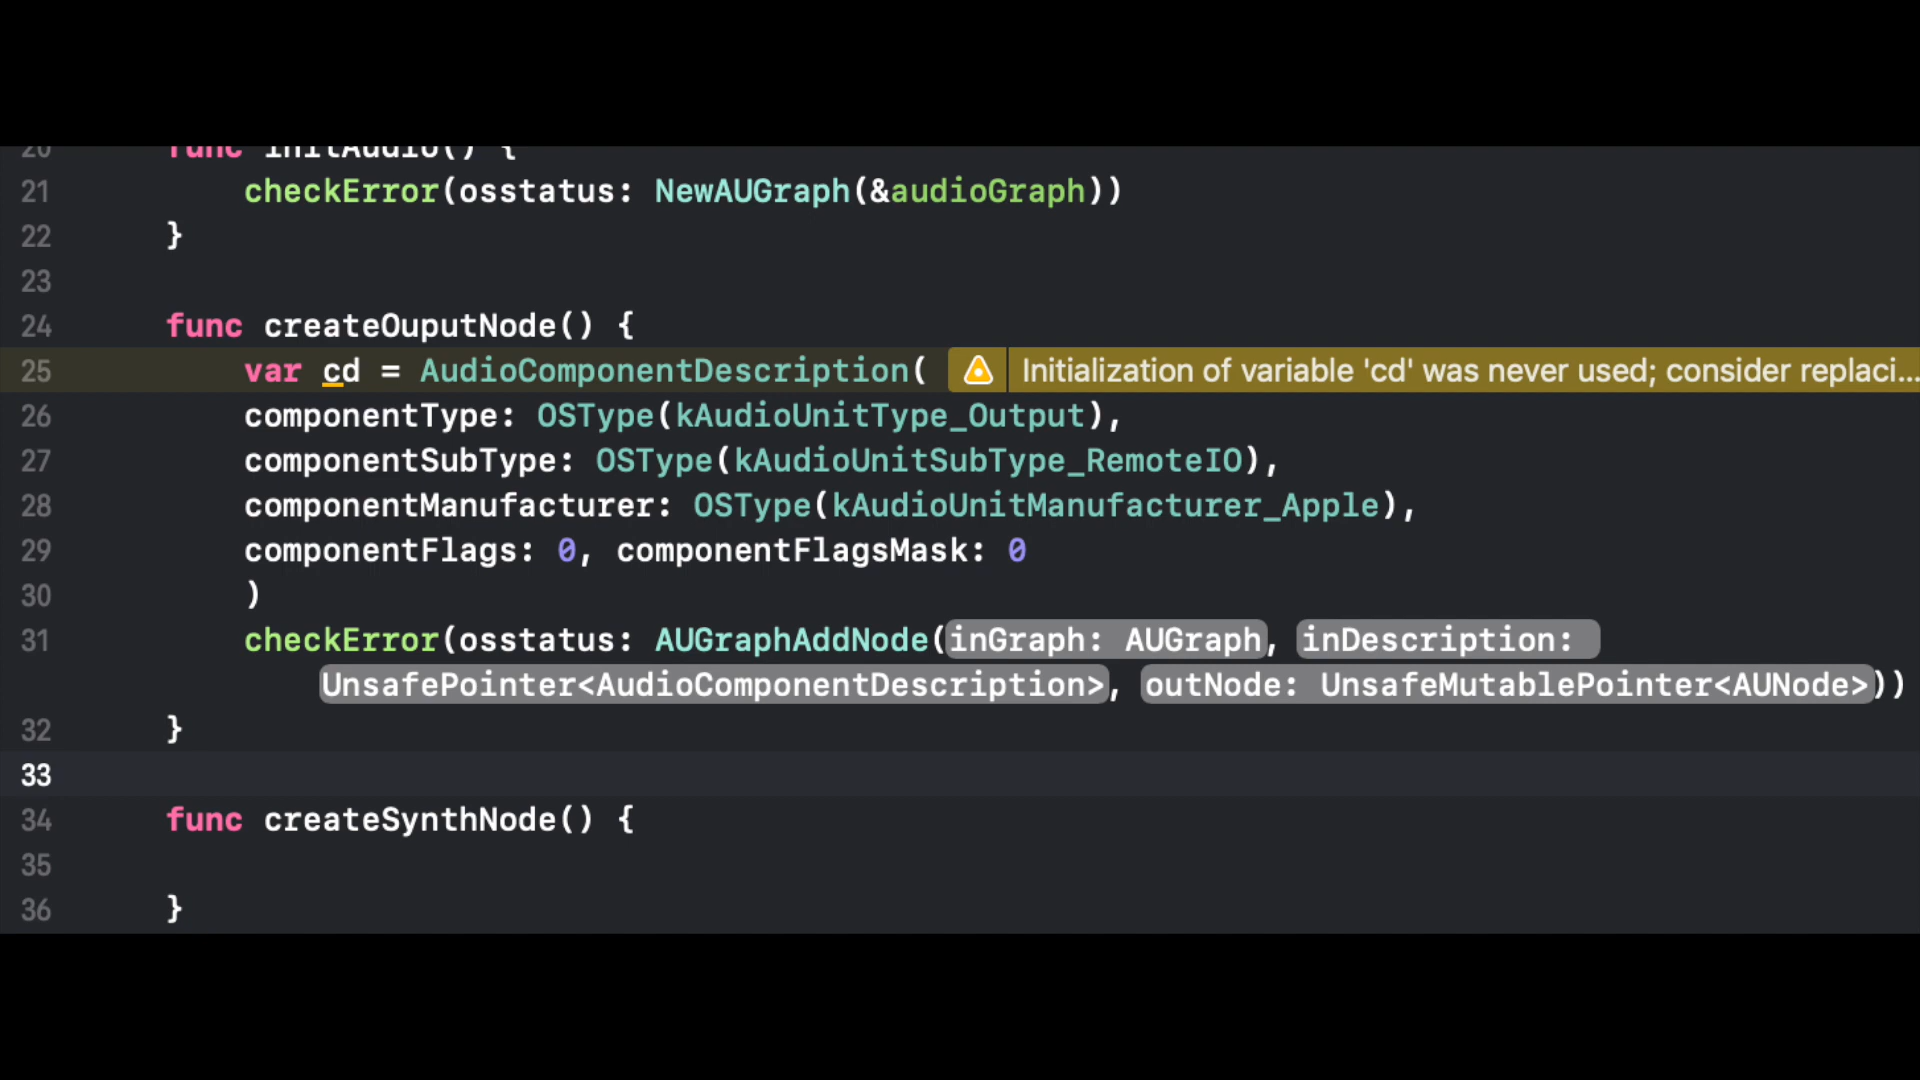 20 func initAudio() {
21 checkError(osstatus: NewAUGraph(&audioGraph))
22 }
23
24 func createOuputNode() {
25 var cd = AudioComponentDescription( Initialization of variable 'cd' was never used; consider replaci...
26 componentType: OSType(kAudioUnitType_Output),
27 componentSubType: OSType(kAudioUnitSubType_RemoteIO),
28 componentManufacturer: OSType(kAudioUnitManufacturer_Apple),
29 componentFlags: 0, componentFlagsMask: 0
30 )
31 checkError(osstatus: AUGraphAddNode(inGraph: AUGraph, inDescription:
UnsafePointer<AudioComponentDescription>, outNode: UnsafeMutablePointer<AUNode>))
32 }
33
34 func createSynthNode() {
35
36 }